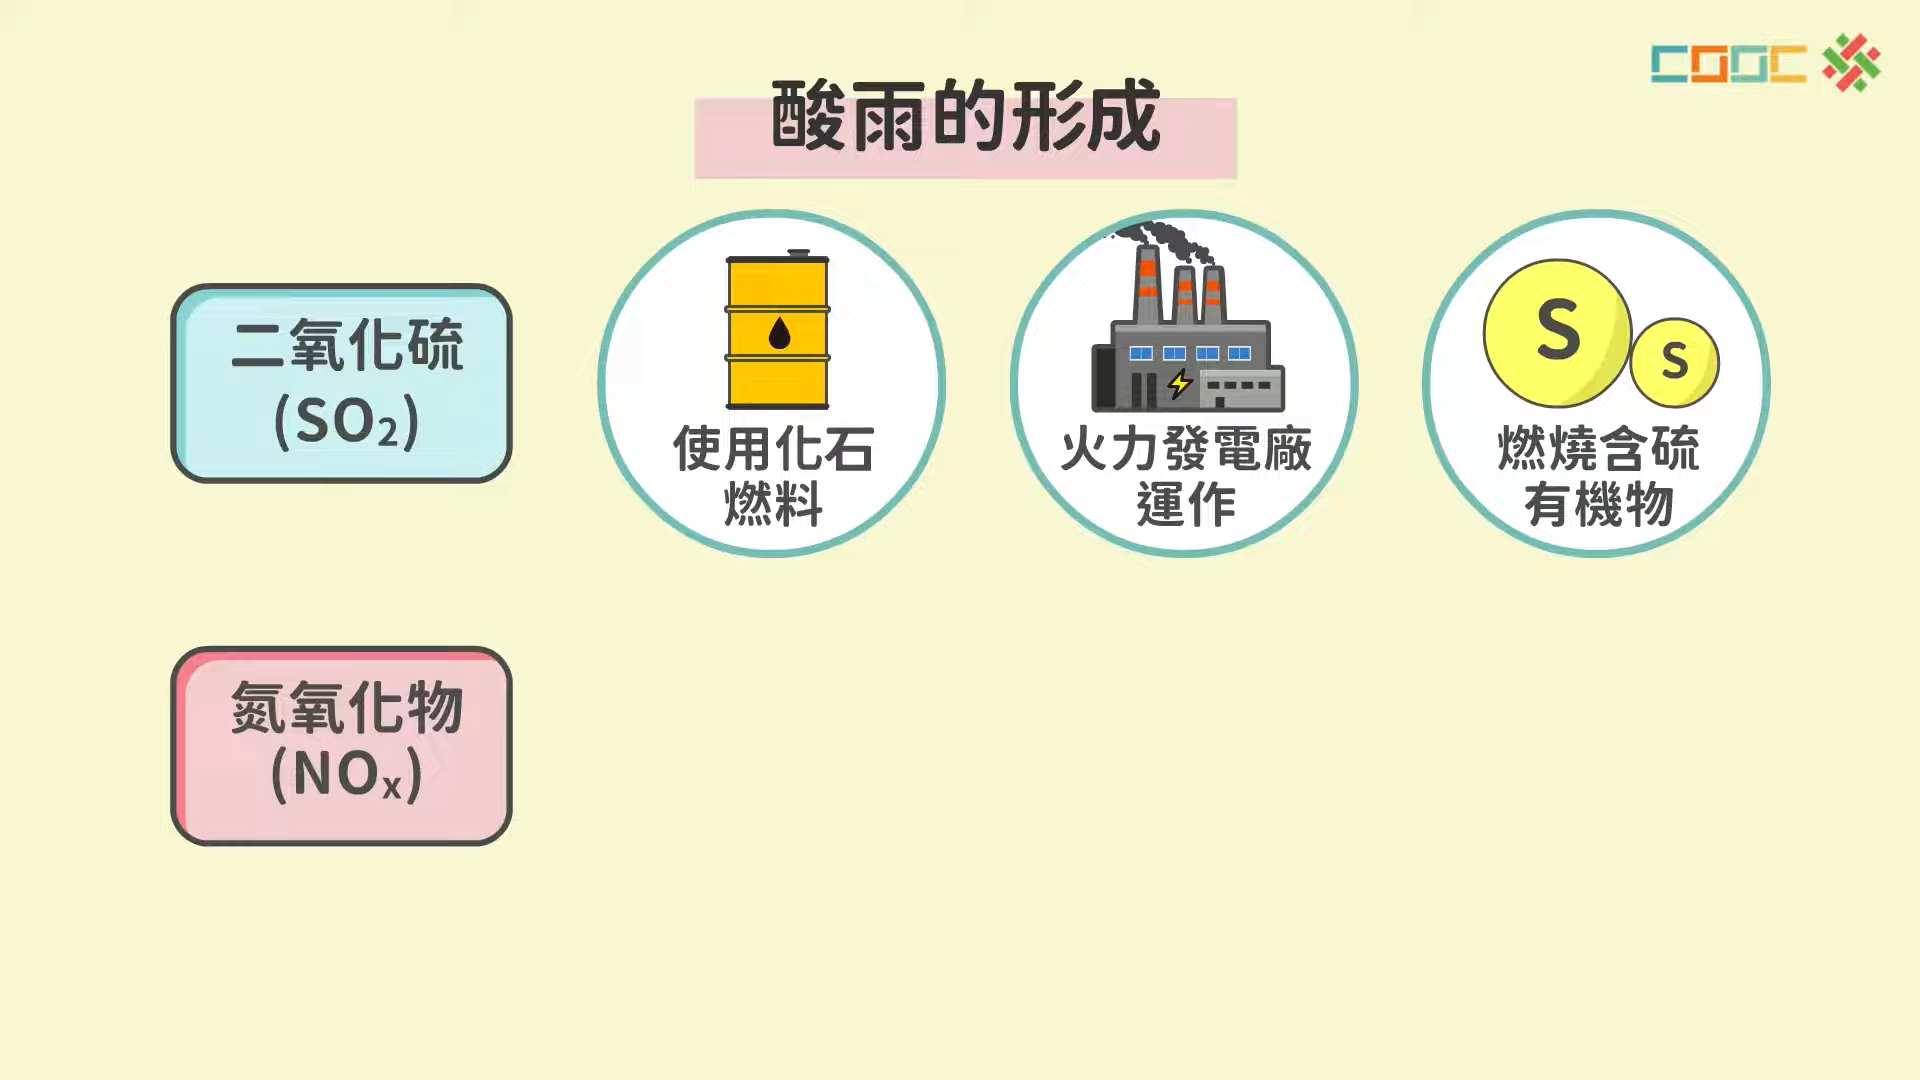 COOC
酸雨的形成
二氧化硫
(SO₂)
使用化石
燃料
火力發電廠
運作
S
S
燃燒含硫
有機物
氮氧化物
(NOₓ)